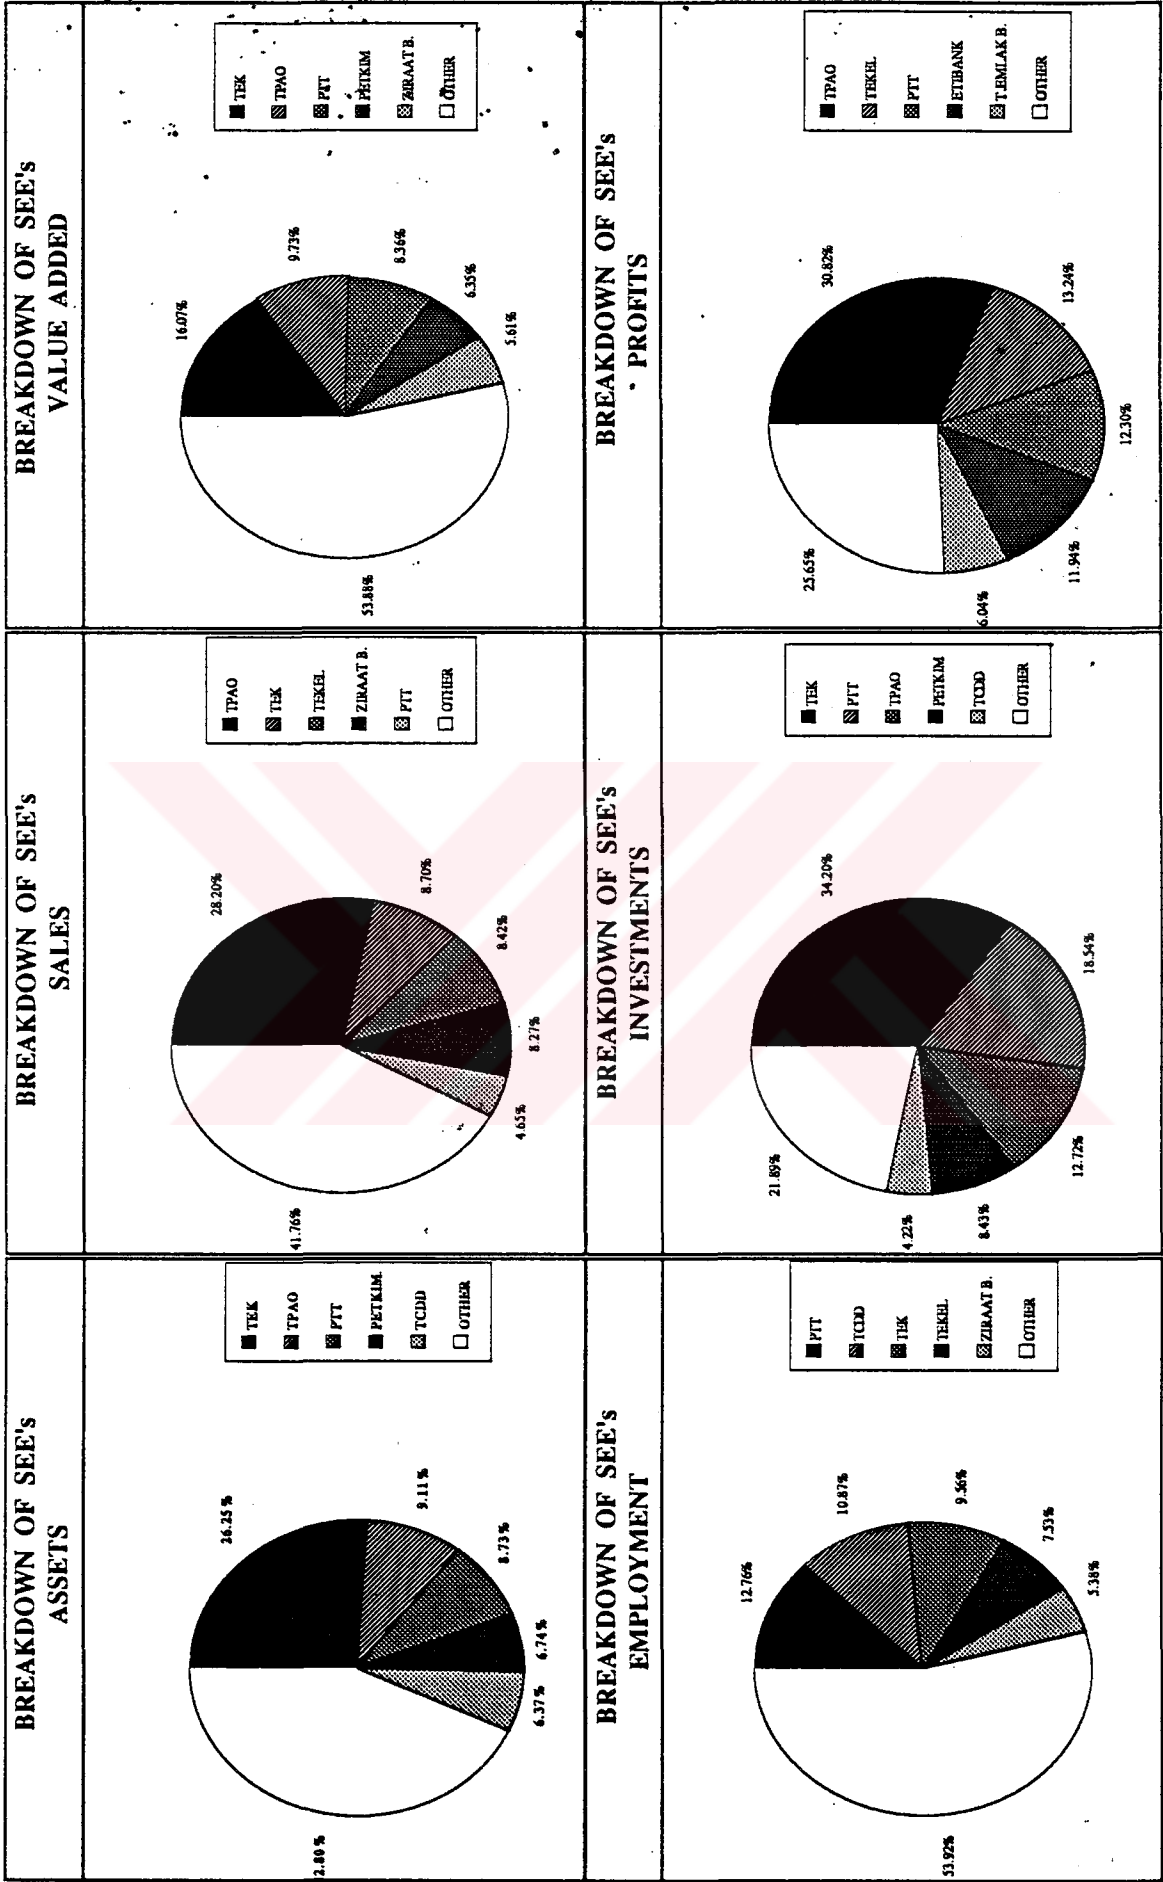 BREAKDOWN OF SEE's
ASSETS
26.25 %
9.11 %
8.73 %
6.74 %
6.37 %
TEK
TPAO
PTT
PETKIM
TCDD
OTHER
BREAKDOWN OF SEE's
SALES
28.20%
8.70%
8.42%
8.27%
4.65%
41.76%
TPAO
TEK
TEKEL
ZIRAAT B.
PTT
OTHER
BREAKDOWN OF SEE's
VALUE ADDED
16.07%
9.73%
8.36%
6.35%
5.61%
53.88%
TEK
TPAO
PTT
PETKIM
ZIRAAT B.
OTHER
BREAKDOWN OF SEE's
EMPLOYMENT
12.76%
10.87%
9.56%
7.53%
5.38%
53.92%
PTT
TCDD
TEK
TEKEL
ZIRAAT B.
OTHER
BREAKDOWN OF SEE's
INVESTMENTS
34.20%
18.54%
12.72%
8.43%
4.22%
21.89%
TEK
PTT
TPAO
PETKIM
TCDD
OTHER
BREAKDOWN OF SEE's
PROFITS
30.82%
13.24%
12.30%
11.94%
6.04%
25.65%
TPAO
TEKEL
PTT
ETIBANK
T.EMLAK B.
OTHER